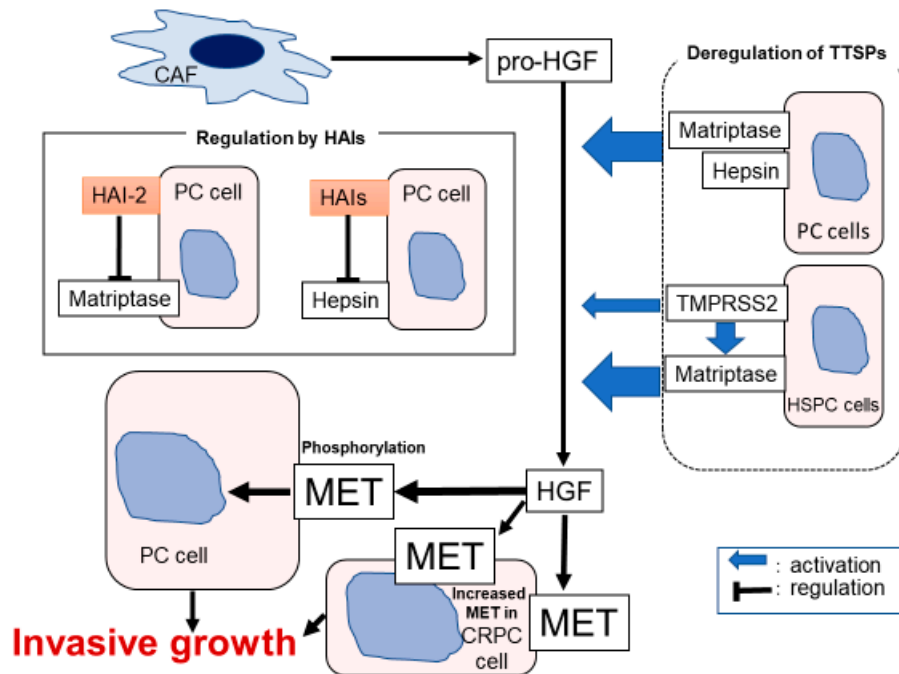 CAF
pro-HGF
Deregulation of TTSPs
Matriptase
Hepsin
PC cells
TMPRSS2
Matriptase
HSPC cells
Regulation by HAIs
HAI-2
PC cell
Matriptase
HAIs
PC cell
Hepsin
Phosphorylation
MET
HGF
PC cell
MET
Increased
MET in
CRPC
cell
MET
Invasive growth
: activation
: regulation